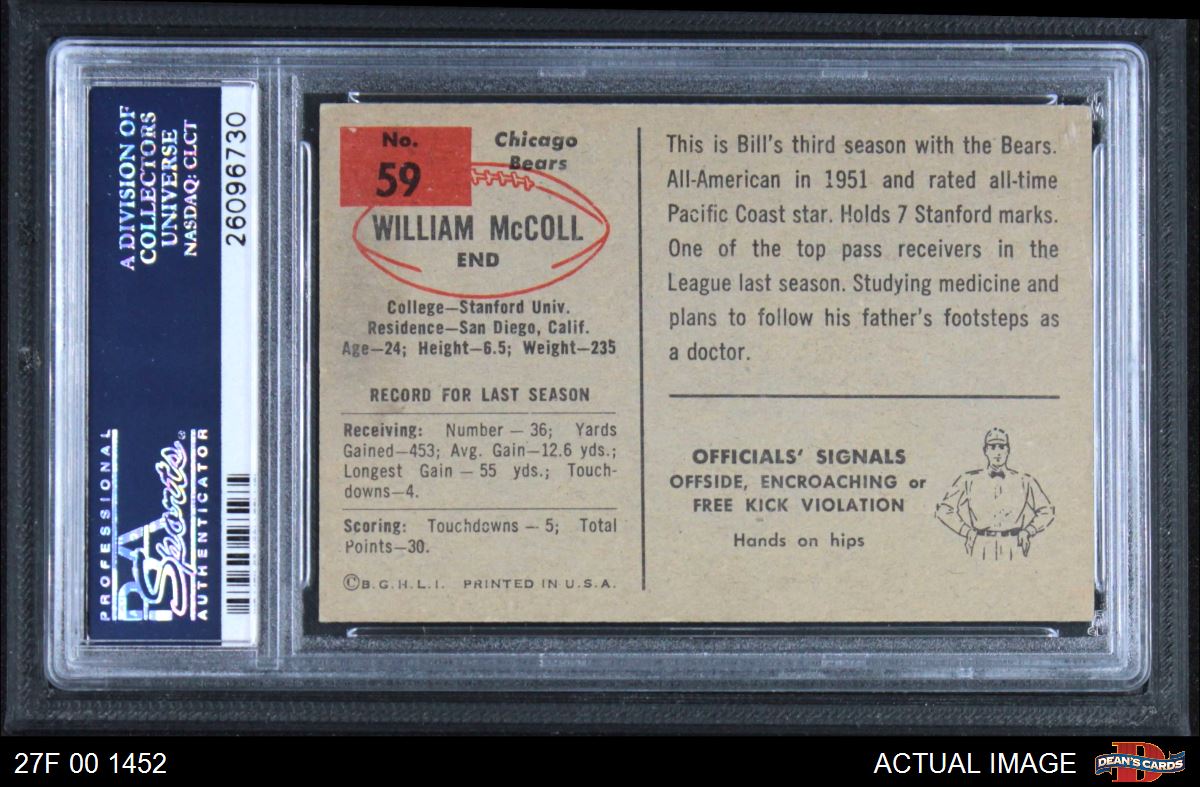 A DIVISION OF
COLLECTORS
UNIVERSE
NASDAQ: CLCT
26096730
PROFESSIONAL
PSA
Sports
AUTHENTICATOR
No.
59
Chicago
Bears
WILLIAM McCOLL
END
College—Stanford Univ.
Residence—San Diego, Calif.
Age—24; Height—6.5; Weight—235
RECORD FOR LAST SEASON
Receiving: Number — 36; Yards
Gained—453; Avg. Gain—12.6 yds.;
Longest Gain — 55 yds.; Touch-
downs—4.
Scoring: Touchdowns — 5; Total
Points—30.
©B.G.H.L.I. PRINTED IN U.S.A.
This is Bill's third season with the Bears.
All-American in 1951 and rated all-time
Pacific Coast star. Holds 7 Stanford marks.
One of the top pass receivers in the
League last season. Studying medicine and
plans to follow his father's footsteps as
a doctor.
OFFICIALS' SIGNALS
OFFSIDE, ENCROACHING or
FREE KICK VIOLATION
Hands on hips
27F 00 1452
ACTUAL IMAGE
D
DEAN'S CARDS